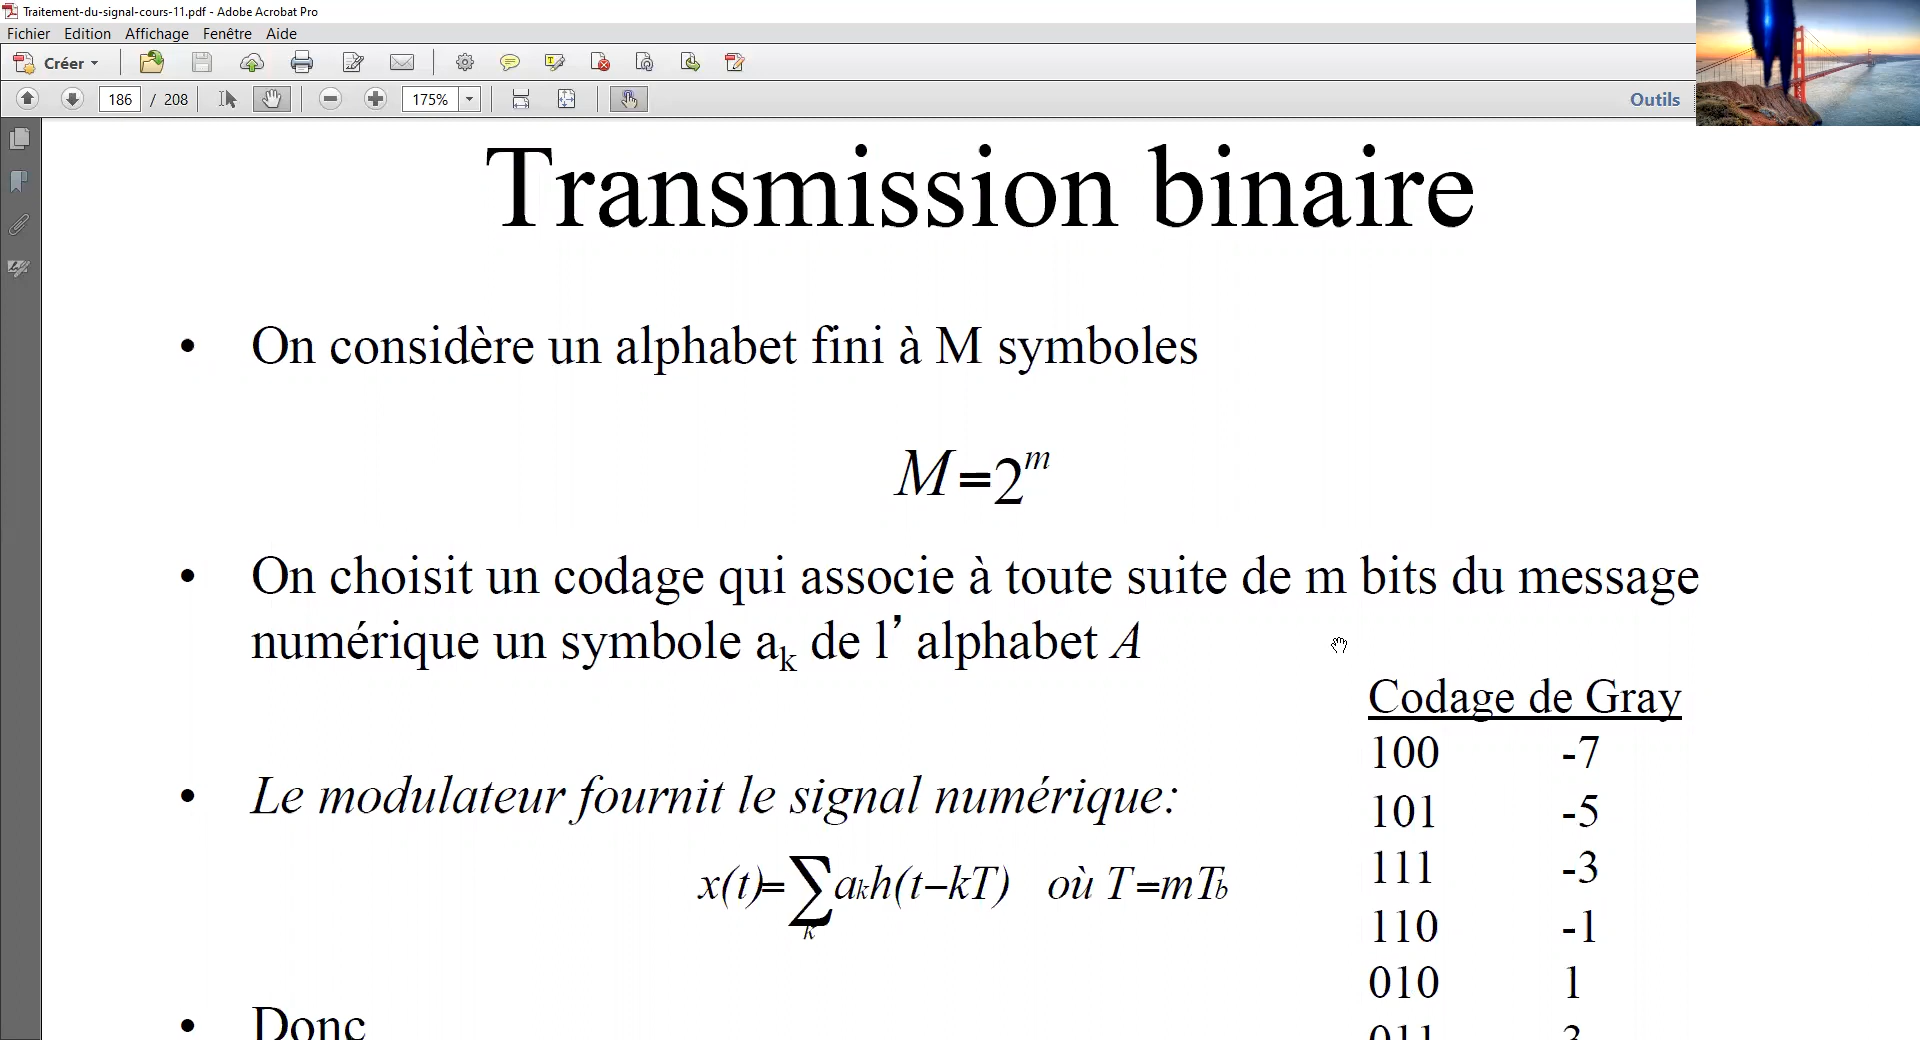 Traitement-du-signal-cours-11.pdf - Adobe Acrobat Pro
Fichier Edition Affichage Fenêtre Aide
Créer
186 / 208 175% Outils
Transmission binaire
• On considère un alphabet fini à M symboles
M=2^m
• On choisit un codage qui associe à toute suite de m bits du message
numérique un symbole a_k de l’ alphabet A
Codage de Gray
100 -7
101 -5
111 -3
110 -1
010 1
011 3
• Le modulateur fournit le signal numérique:
x(t)=∑_k a_k h(t–kT) où T=mT_b
• Donc